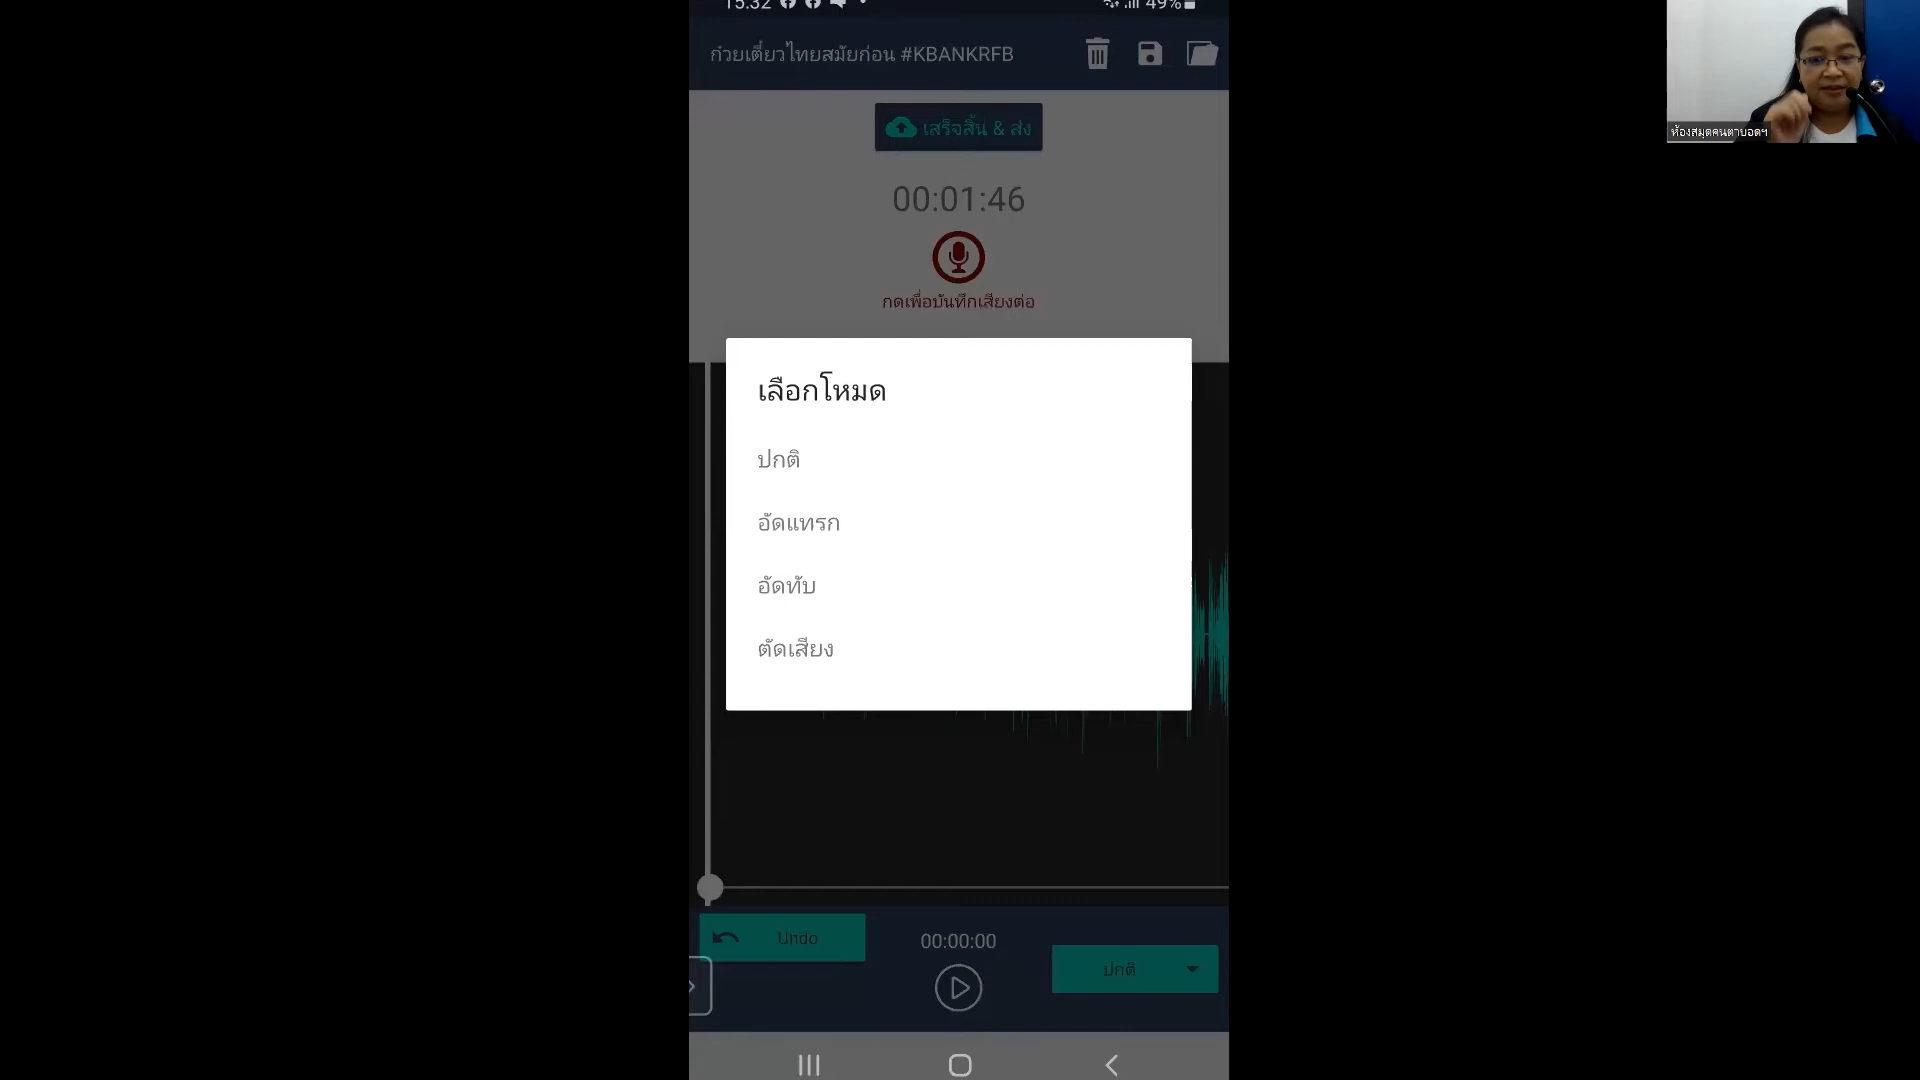 15.32
49%
ก๋วยเตี๋ยวไทยสมัยก่อน #KBANKRFB
เสร็จสิ้น & ส่ง
00:01:46
กดเพื่อบันทึกเสียงต่อ
เลือกโหมด
ปกติ
อัดแทรก
อัดทับ
ตัดเสียง
Undo
00:00:00
ปกติ
ห้องสมุดคนตาบอดฯ